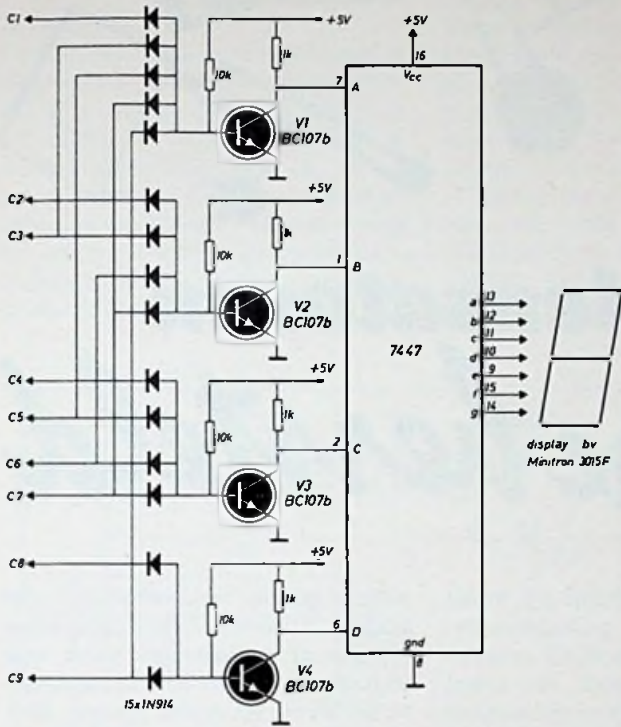 C1
+5V
+5V
16
Vcc
1k
10k
7
A
V1
BC107b
C2
+5V
C3
1k
10k
1
B
V2
BC107b
a 13
b 12
c 11
d 10
e 9
f 15
g 14
7447
C4
+5V
C5
1k
10k
2
C
display bv
Minitron 3015F
C6
C7
V3
BC107b
C8
+5V
1k
10k
6
D
gnd
8
C9
V4
BC107b
15x1N914